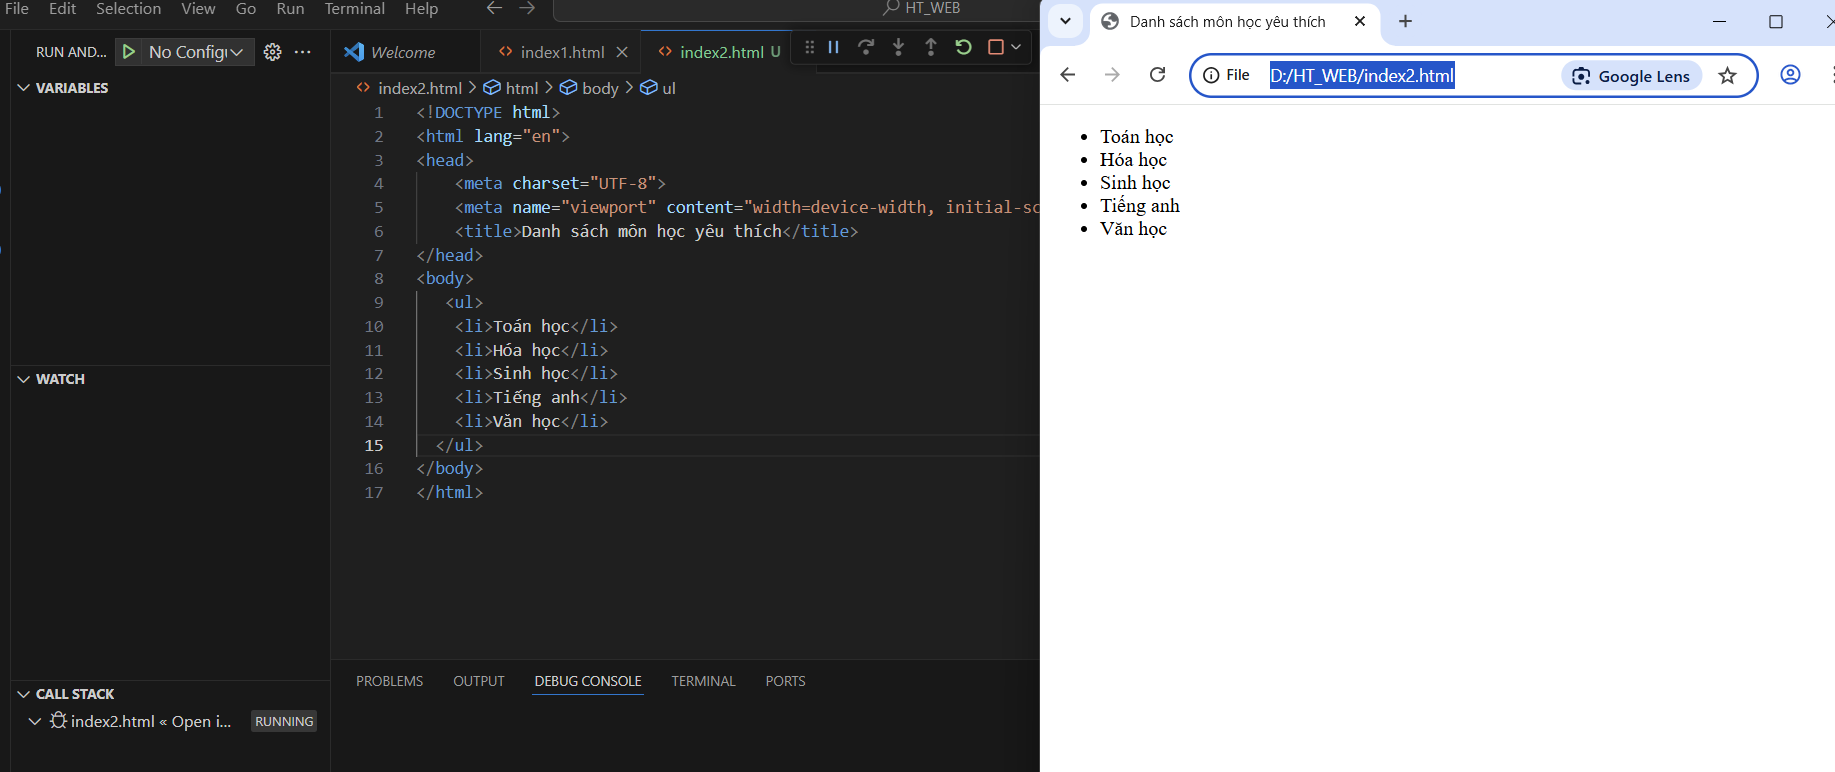 File Edit Selection View Go Run Terminal Help
HT_WEB
RUN AND... No Config
Welcome
index1.html
index2.html U
VARIABLES
WATCH
CALL STACK
index2.html « Open i... RUNNING
index2.html > html > body > ul
1 <!DOCTYPE html>
2 <html lang="en">
3 <head>
4 <meta charset="UTF-8">
5 <meta name="viewport" content="width=device-width, initial-sc
6 <title>Danh sách môn học yêu thích</title>
7 </head>
8 <body>
9 <ul>
10 <li>Toán học</li>
11 <li>Hóa học</li>
12 <li>Sinh học</li>
13 <li>Tiếng anh</li>
14 <li>Văn học</li>
15 </ul>
16 </body>
17 </html>
PROBLEMS OUTPUT DEBUG CONSOLE TERMINAL PORTS
Danh sách môn học yêu thích
File D:/HT_WEB/index2.html Google Lens
• Toán học
• Hóa học
• Sinh học
• Tiếng anh
• Văn học